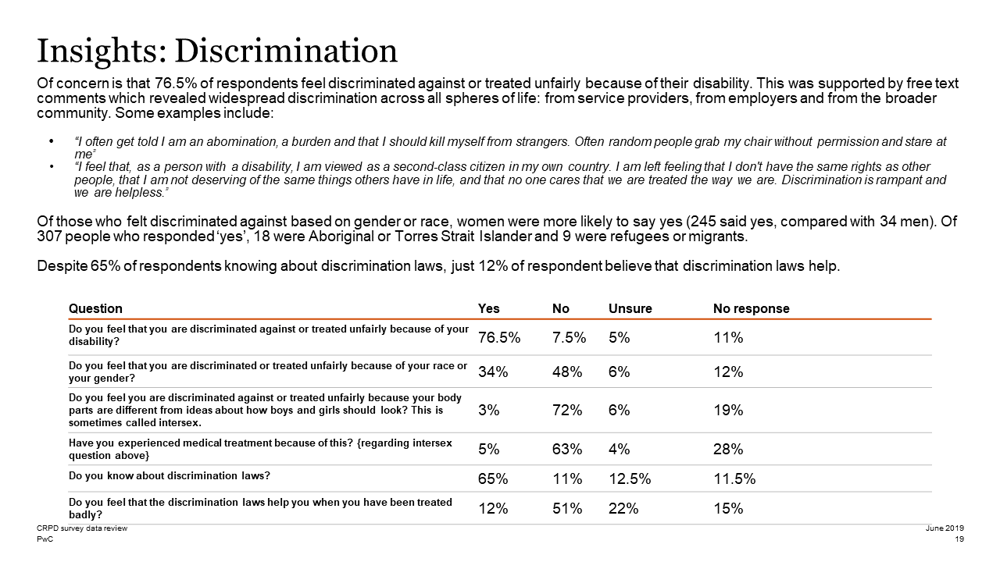 Insights: Discrimination
Of concern is that 76.5% of respondents feel discriminated against or treated unfairly because of their disability. This was supported by free text
comments which revealed widespread discrimination across all spheres of life: from service providers, from employers and from the broader
community. Some examples include:
• “I often get told I am an abomination, a burden and that I should kill myself from strangers. Often random people grab my chair without permission and stare at
me”
• “I feel that, as a person with a disability, I am viewed as a second-class citizen in my own country. I am left feeling that I don't have the same rights as other
people, that I am not deserving of the same things others have in life, and that no one cares that we are treated the way we are. Discrimination is rampant and
we are helpless.”
Of those who felt discriminated against based on gender or race, women were more likely to say yes (245 said yes, compared with 34 men). Of
307 people who responded ‘yes’, 18 were Aboriginal or Torres Strait Islander and 9 were refugees or migrants.
Despite 65% of respondents knowing about discrimination laws, just 12% of respondent believe that discrimination laws help.
Question Yes No Unsure No response
Do you feel that you are discriminated against or treated unfairly because of your
disability?
76.5% 7.5% 5% 11%
Do you feel that you are discriminated or treated unfairly because of your race or
your gender?
34% 48% 6% 12%
Do you feel you are discriminated against or treated unfairly because your body
parts are different from ideas about how boys and girls should look? This is
sometimes called intersex.
3% 72% 6% 19%
Have you experienced medical treatment because of this? {regarding intersex
question above}
5% 63% 4% 28%
Do you know about discrimination laws?
65% 11% 12.5% 11.5%
Do you feel that the discrimination laws help you when you have been treated
badly?
12% 51% 22% 15%
CRPD survey data review June 2019
PwC 19